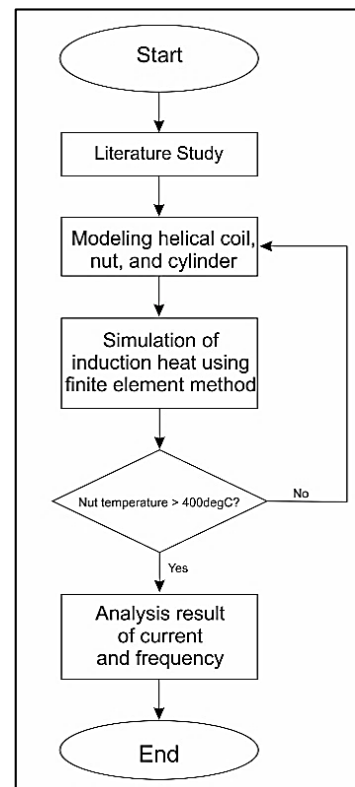 Start
Literature Study
Modeling helical coil,
nut, and cylinder
Simulation of
induction heat using
finite element method
Nut temperature > 400degC?
No
Yes
Analysis result
of current
and frequency
End